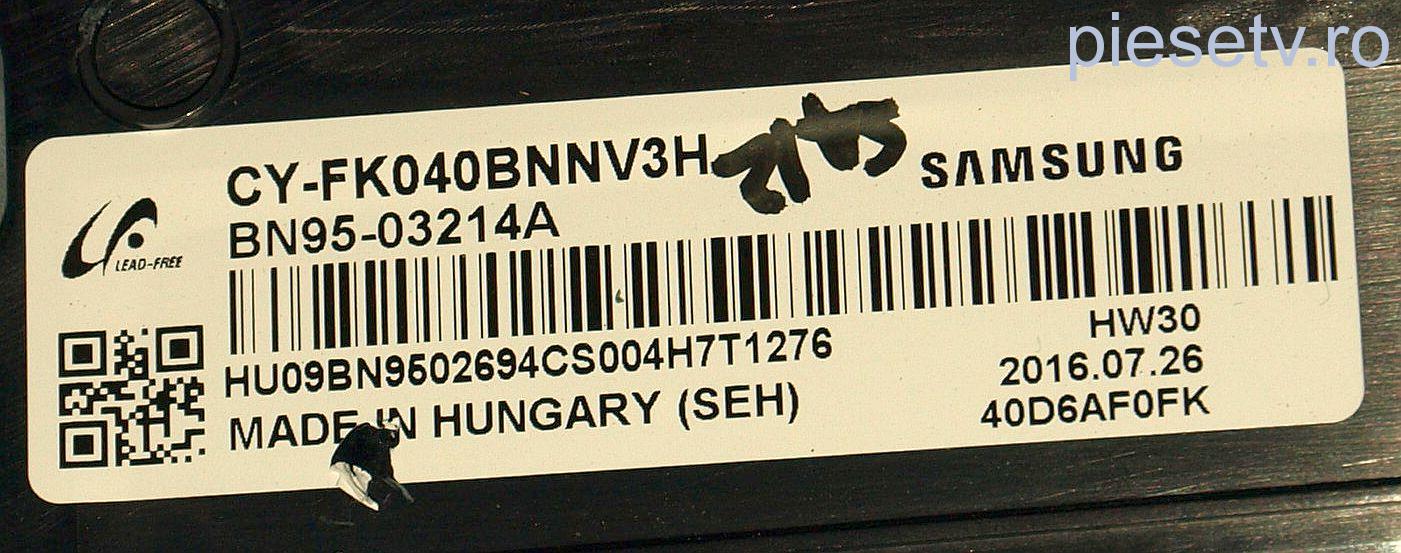 piesetv.ro
CY-FK040BNNV3H
SAMSUNG
BN95-03214A
LEAD-FREE
HU09BN9502694CS004H7T1276
HW30
2016.07.26
MADE IN HUNGARY (SEH)
40D6AF0FK